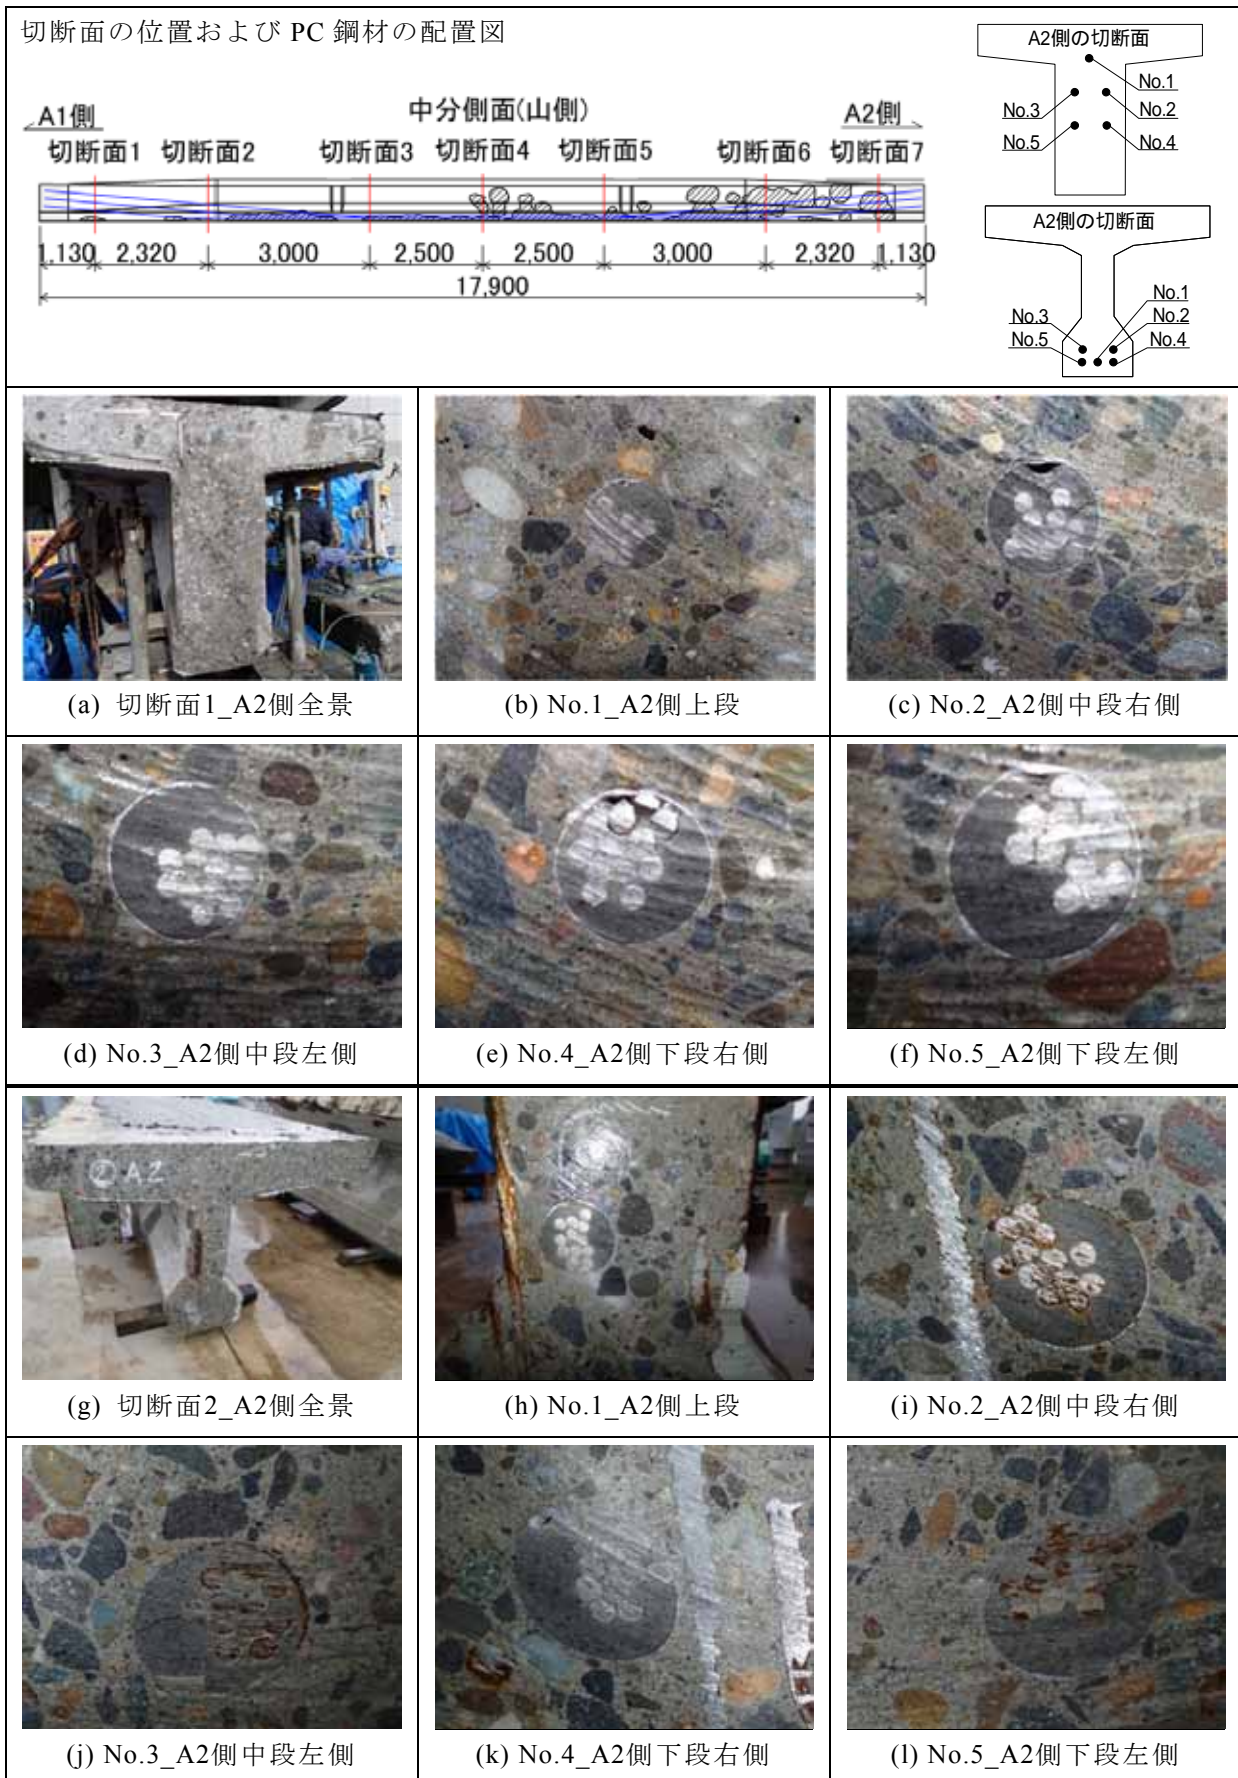 切断面の位置および PC 鋼材の配置図
A2側の切断面
No.1
No.3
No.2
No.5
No.4
中分側面(山側)
A1側
A2側
切断面1 切断面2 切断面3 切断面4 切断面5 切断面6 切断面7
1,130 2,320 3,000 2,500 2,500 3,000 2,320 1,130
17,900
A2側の切断面
No.1
No.3
No.2
No.5
No.4
(a) 切断面1_A2側全景
(b) No.1_A2側上段
(c) No.2_A2側中段右側
(d) No.3_A2側中段左側
(e) No.4_A2側下段右側
(f) No.5_A2側下段左側
②A2
(g) 切断面2_A2側全景
(h) No.1_A2側上段
(i) No.2_A2側中段右側
(j) No.3_A2側中段左側
(k) No.4_A2側下段右側
(l) No.5_A2側下段左側